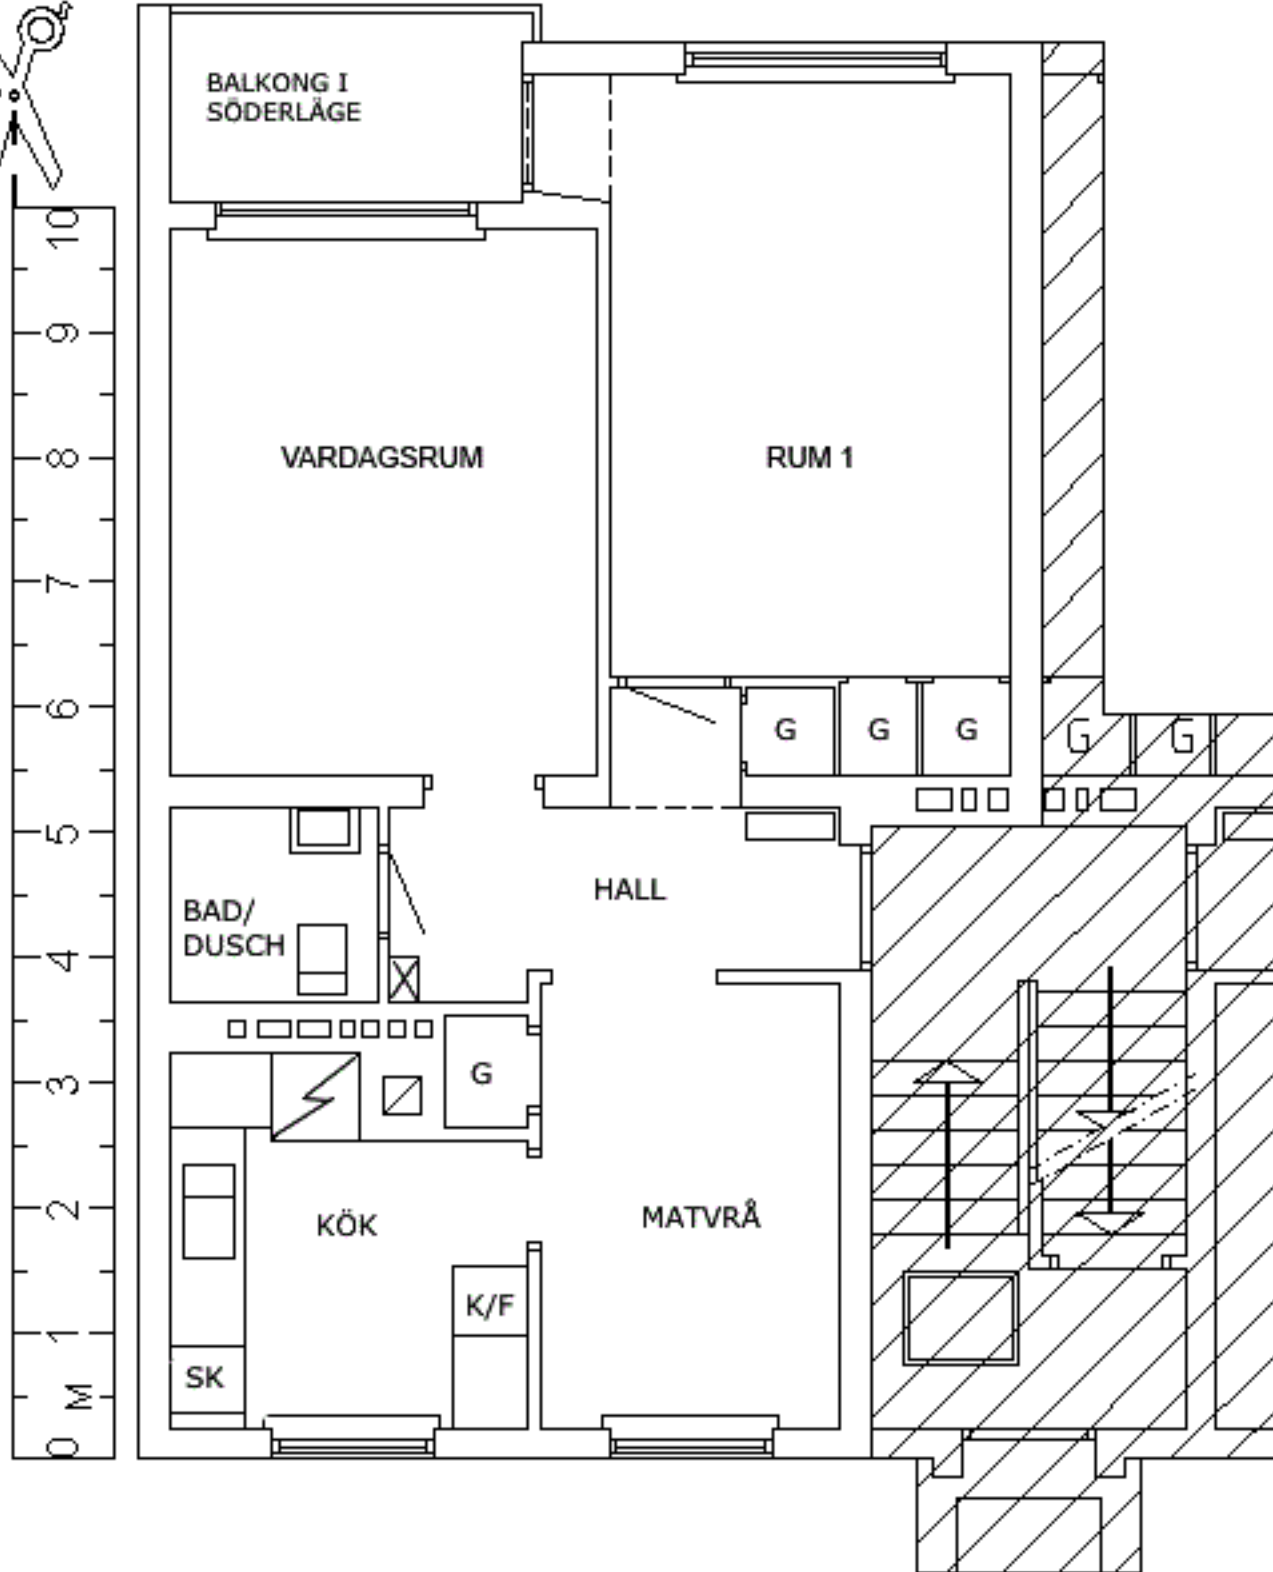 BALKONG I
SÖDERLÄGE
10
9
8
7
6
5
4
3
2
1
M
0
VARDAGSRUM
RUM 1
G
G
G
G
G
HALL
BAD/
DUSCH
G
KÖK
MATVRÅ
K/F
SK